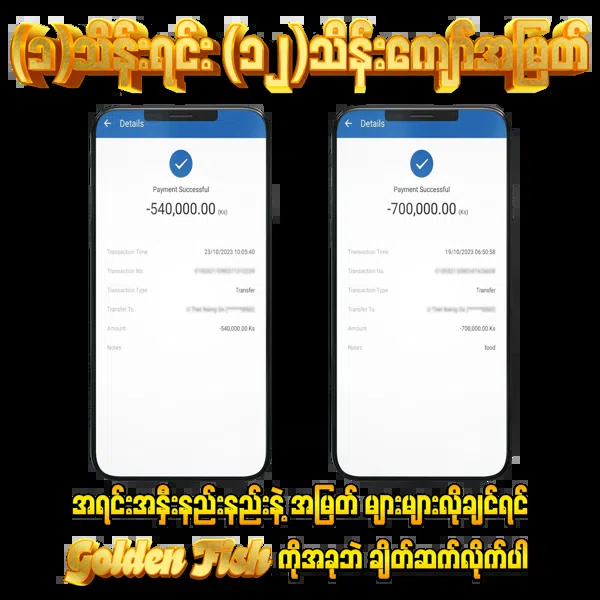 (၁)သိန်းရင်း (၁၂)သိန်းကျော်အမြတ်
Details
Payment Successful
-540,000.00 (Ks)
Transaction Time 23/10/2023 10:05:40
Transaction No.
Transaction Type Transfer
Transfer To
Amount -540,000.00 Ks
Notes
Details
Payment Successful
-700,000.00 (Ks)
Transaction Time 19/10/2023 06:50:58
Transaction No.
Transaction Type Transfer
Transfer To
Amount -700,000.00 Ks
Notes food
အရင်းအနှီးနည်းနည်းနဲ့ အမြတ် များများလိုချင်ရင်
Golden Fish ကိုအခုဘဲ ချိတ်ဆက်လိုက်ပါ